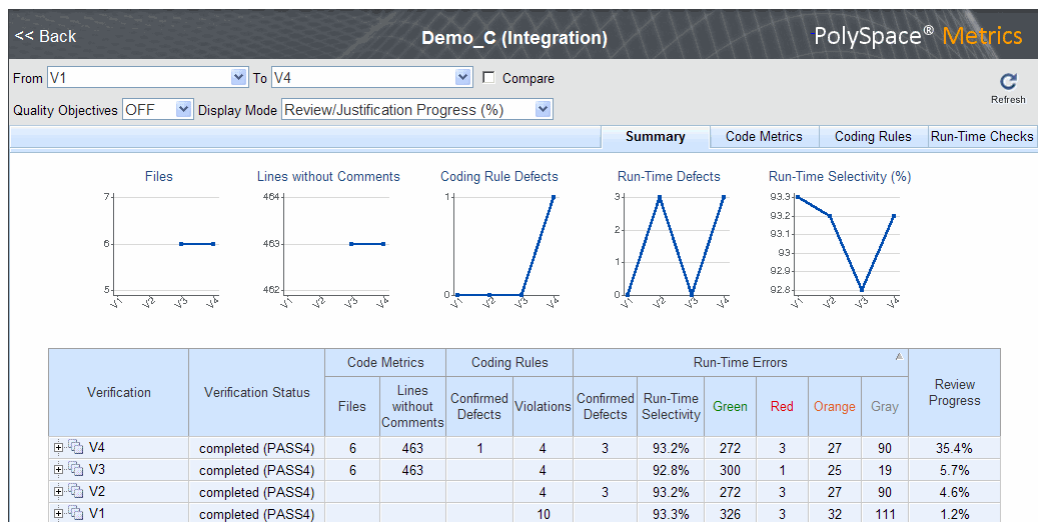 << Back Demo_C (Integration) PolySpace® Metrics
From V1 To V4 Compare
Refresh
Quality Objectives OFF Display Mode Review/Justification Progress (%)
Summary Code Metrics Coding Rules Run-Time Checks
Files Lines without Comments Coding Rule Defects Run-Time Defects Run-Time Selectivity (%)
7 464 1 3 93.3
93.2
2
93.1
6 463
93
1
92.9
5 462 0 0 92.8
V1 V2 V3 V4 V1 V2 V3 V4 V1 V2 V3 V4 V1 V2 V3 V4 V1 V2 V3 V4
Code Metrics Coding Rules Run-Time Errors
Verification Verification Status Files Lines without Comments Confirmed Defects Violations Confirmed Defects Run-Time Selectivity Green Red Orange Gray Review Progress
V4 completed (PASS4) 6 463 1 4 3 93.2% 272 3 27 90 35.4%
V3 completed (PASS4) 6 463 4 92.8% 300 1 25 19 5.7%
V2 completed (PASS4) 4 3 93.2% 272 3 27 90 4.6%
V1 completed (PASS4) 10 93.3% 326 3 32 111 1.2%